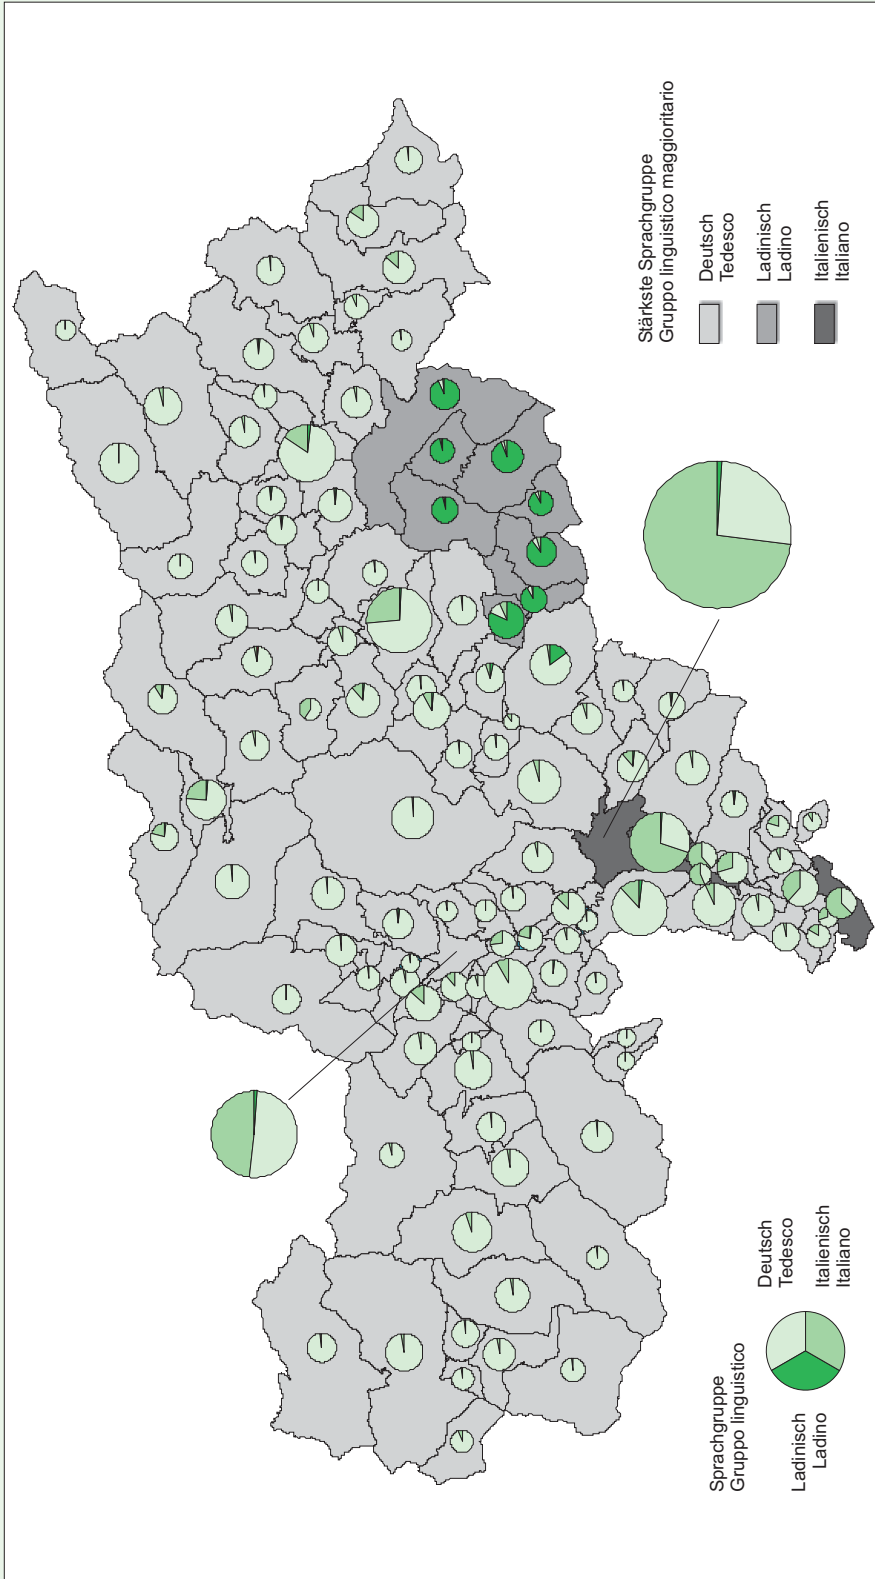 Stärkste Sprachgruppe
Gruppo linguistico maggioritario
Deutsch
Tedesco
Ladinisch
Ladino
Italienisch
Italiano
Sprachgruppe
Gruppo linguistico
Deutsch
Tedesco
Ladinisch
Ladino
Italienisch
Italiano